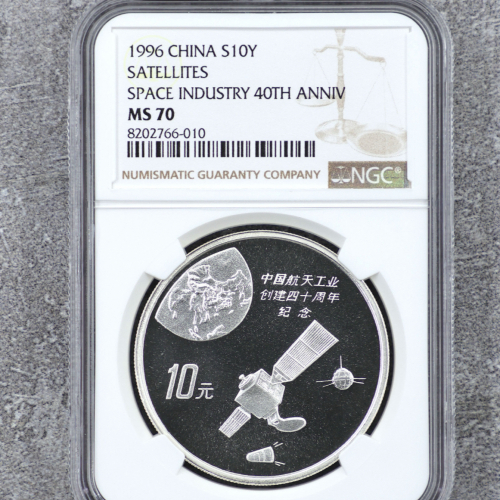 1996 CHINA S10Y
SATELLITES
SPACE INDUSTRY 40TH ANNIV
MS 70
8202766-010
NUMISMATIC GUARANTY COMPANY
NGC®
中国航天工业
创建四十周年
纪念
10元